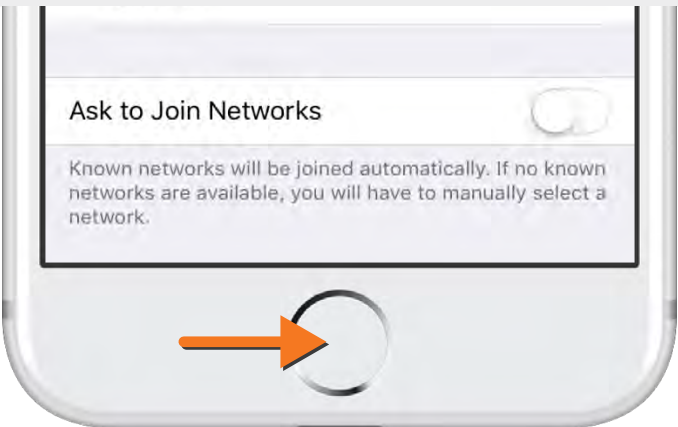 Ask to Join Networks
Known networks will be joined automatically. If no known
networks are available, you will have to manually select a
network.